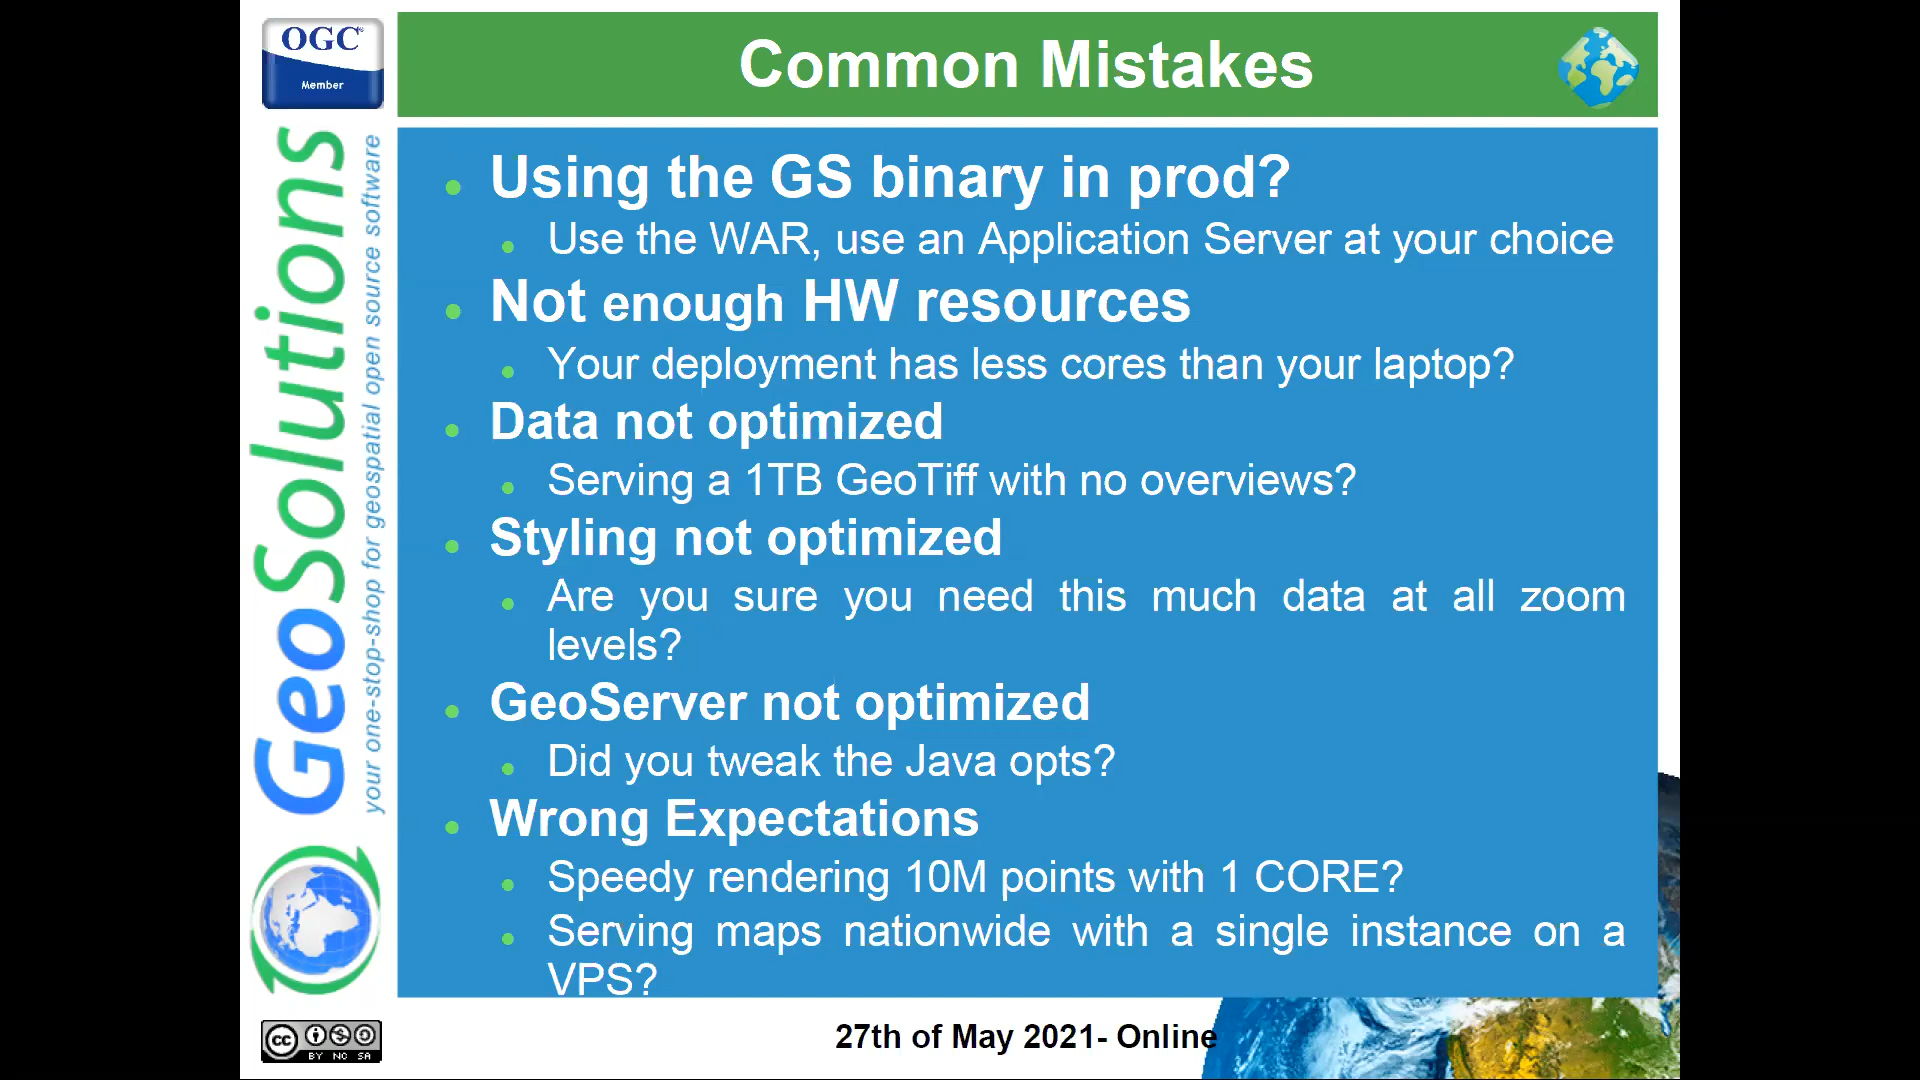 OGC®
Member
Common Mistakes
GeoSolutions
your one-stop-shop for geospatial open source software
Using the GS binary in prod?
Use the WAR, use an Application Server at your choice
Not enough HW resources
Your deployment has less cores than your laptop?
Data not optimized
Serving a 1TB GeoTiff with no overviews?
Styling not optimized
Are you sure you need this much data at all zoom
levels?
GeoServer not optimized
Did you tweak the Java opts?
Wrong Expectations
Speedy rendering 10M points with 1 CORE?
Serving maps nationwide with a single instance on a
VPS?
cc
BY NC SA
27th of May 2021- Online